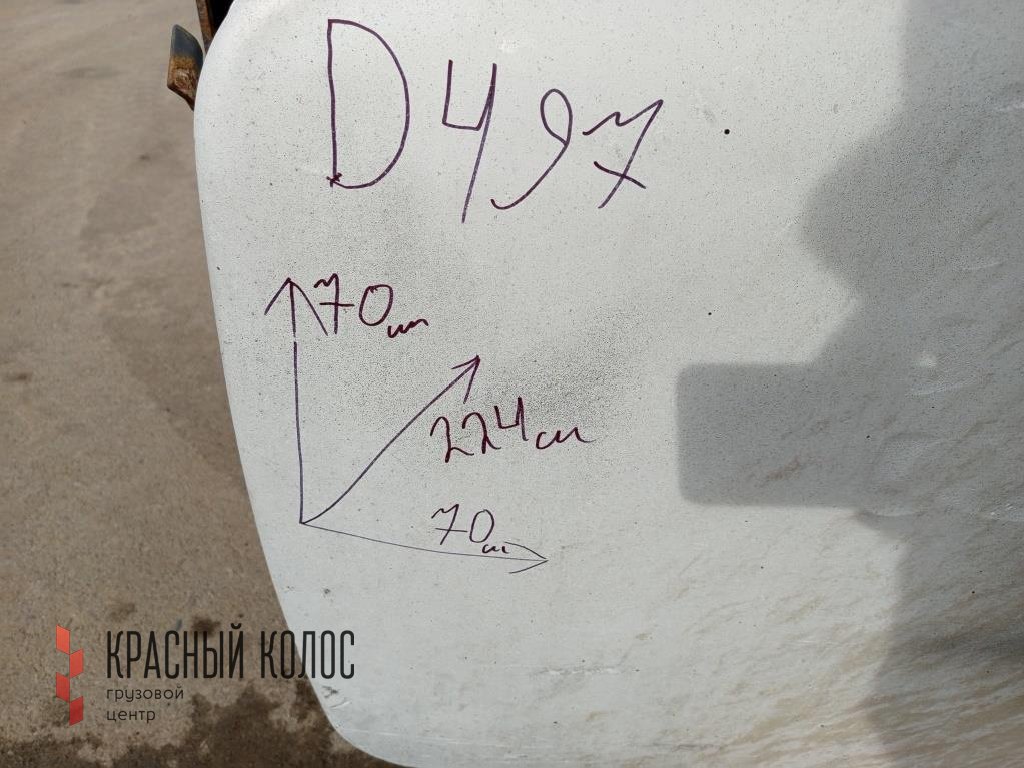 D497
70см
224см
70см
КРАСНЫЙ КОЛОС
грузовой
центр